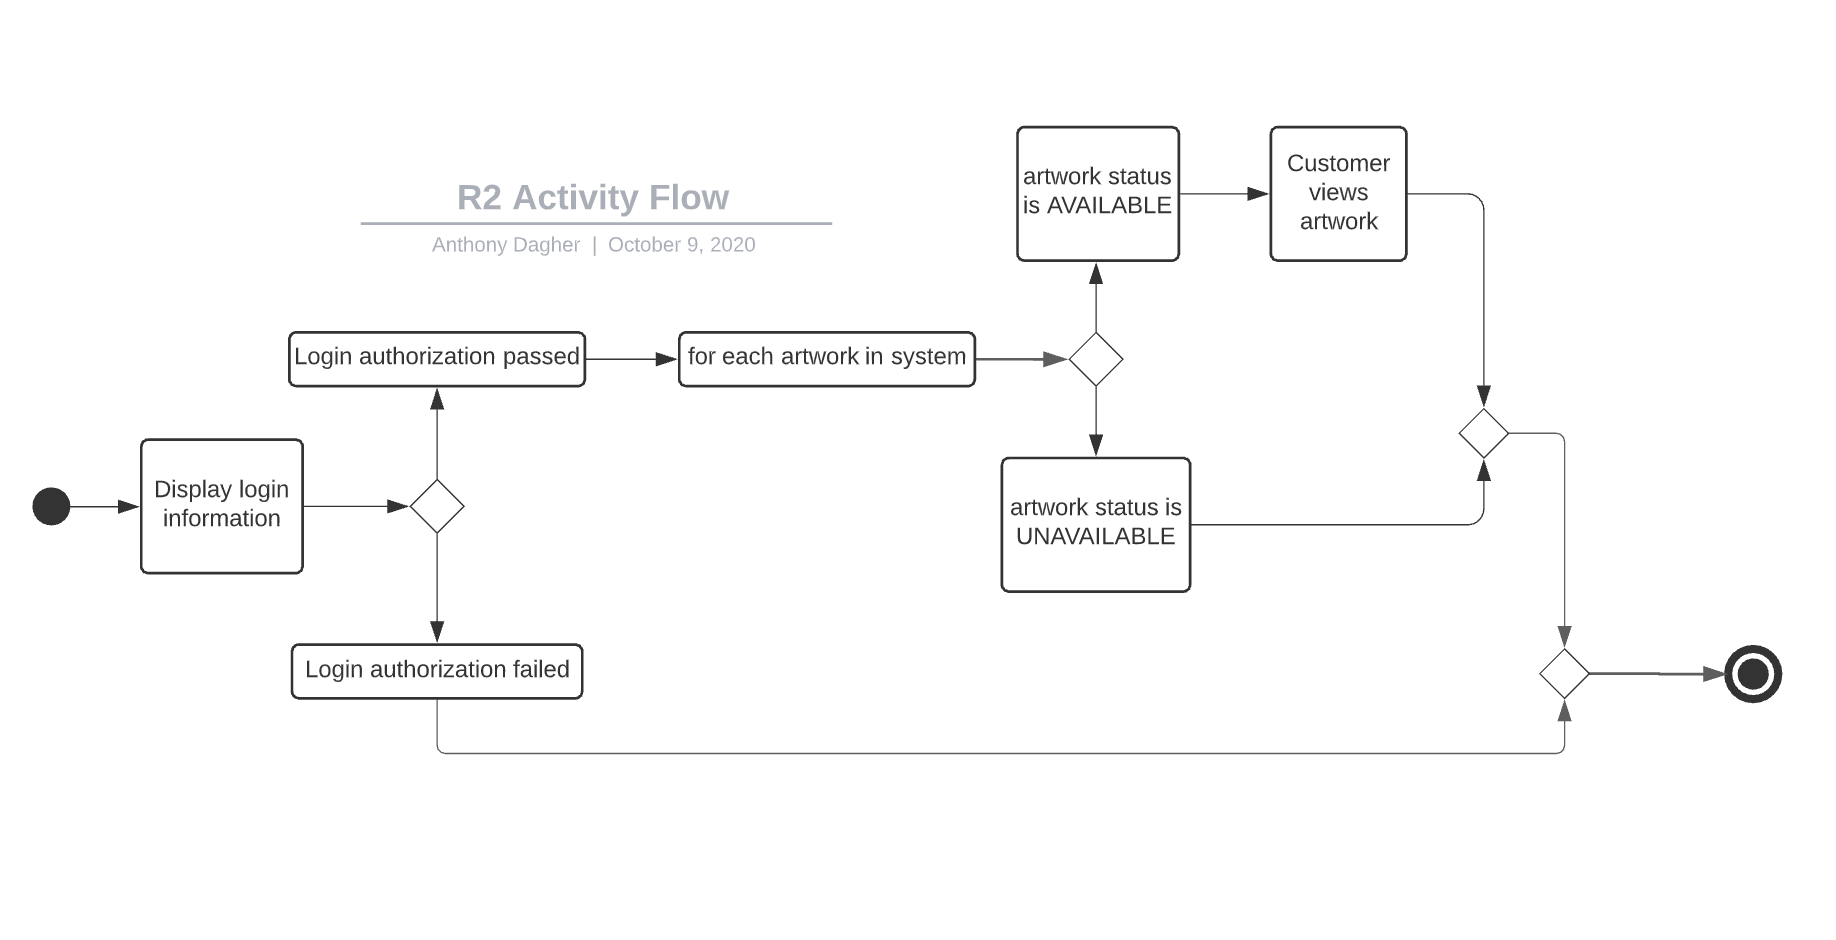 R2 Activity Flow
Anthony Dagher | October 9, 2020
artwork status
is AVAILABLE
Customer
views
artwork
Login authorization passed
for each artwork in system
Display login
information
artwork status is
UNAVAILABLE
Login authorization failed